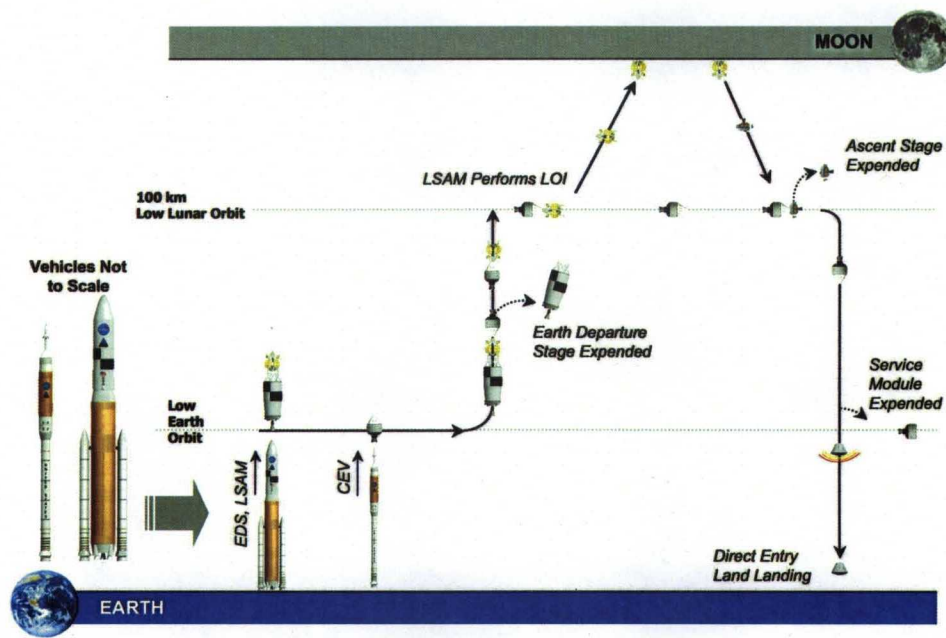 MOON
Ascent Stage
Expended
LSAM Performs LOI
100 km
Low Lunar Orbit
Vehicles Not
to Scale
Earth Departure
Stage Expended
Service
Module
Expended
Low
Earth
Orbit
EDS, LSAM
CEV
Direct Entry
Land Landing
EARTH